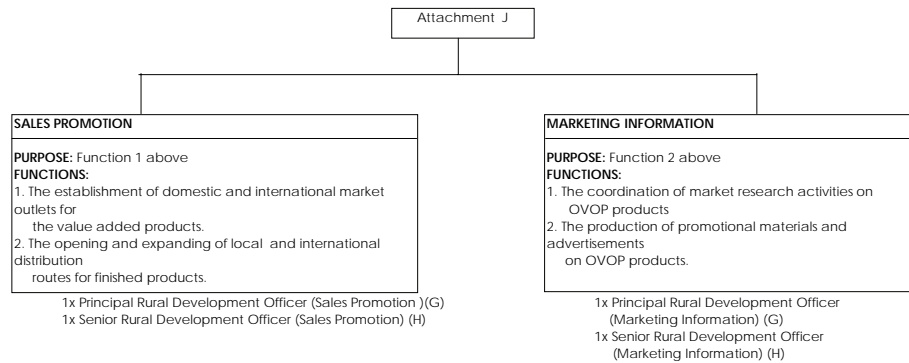 Attachment J
SALES PROMOTION
PURPOSE: Function 1 above
FUNCTIONS:
1. The establishment of domestic and international market
outlets for
the value added products.
2. The opening and expanding of local and international
distribution
routes for finished products.
1x Principal Rural Development Officer (Sales Promotion )(G)
1x Senior Rural Development Officer (Sales Promotion) (H)
MARKETING INFORMATION
PURPOSE: Function 2 above
FUNCTIONS:
1. The coordination of market research activities on
OVOP products
2. The production of promotional materials and
advertisements
on OVOP products.
1x Principal Rural Development Officer
(Marketing Information) (G)
1x Senior Rural Development Officer
(Marketing Information) (H)